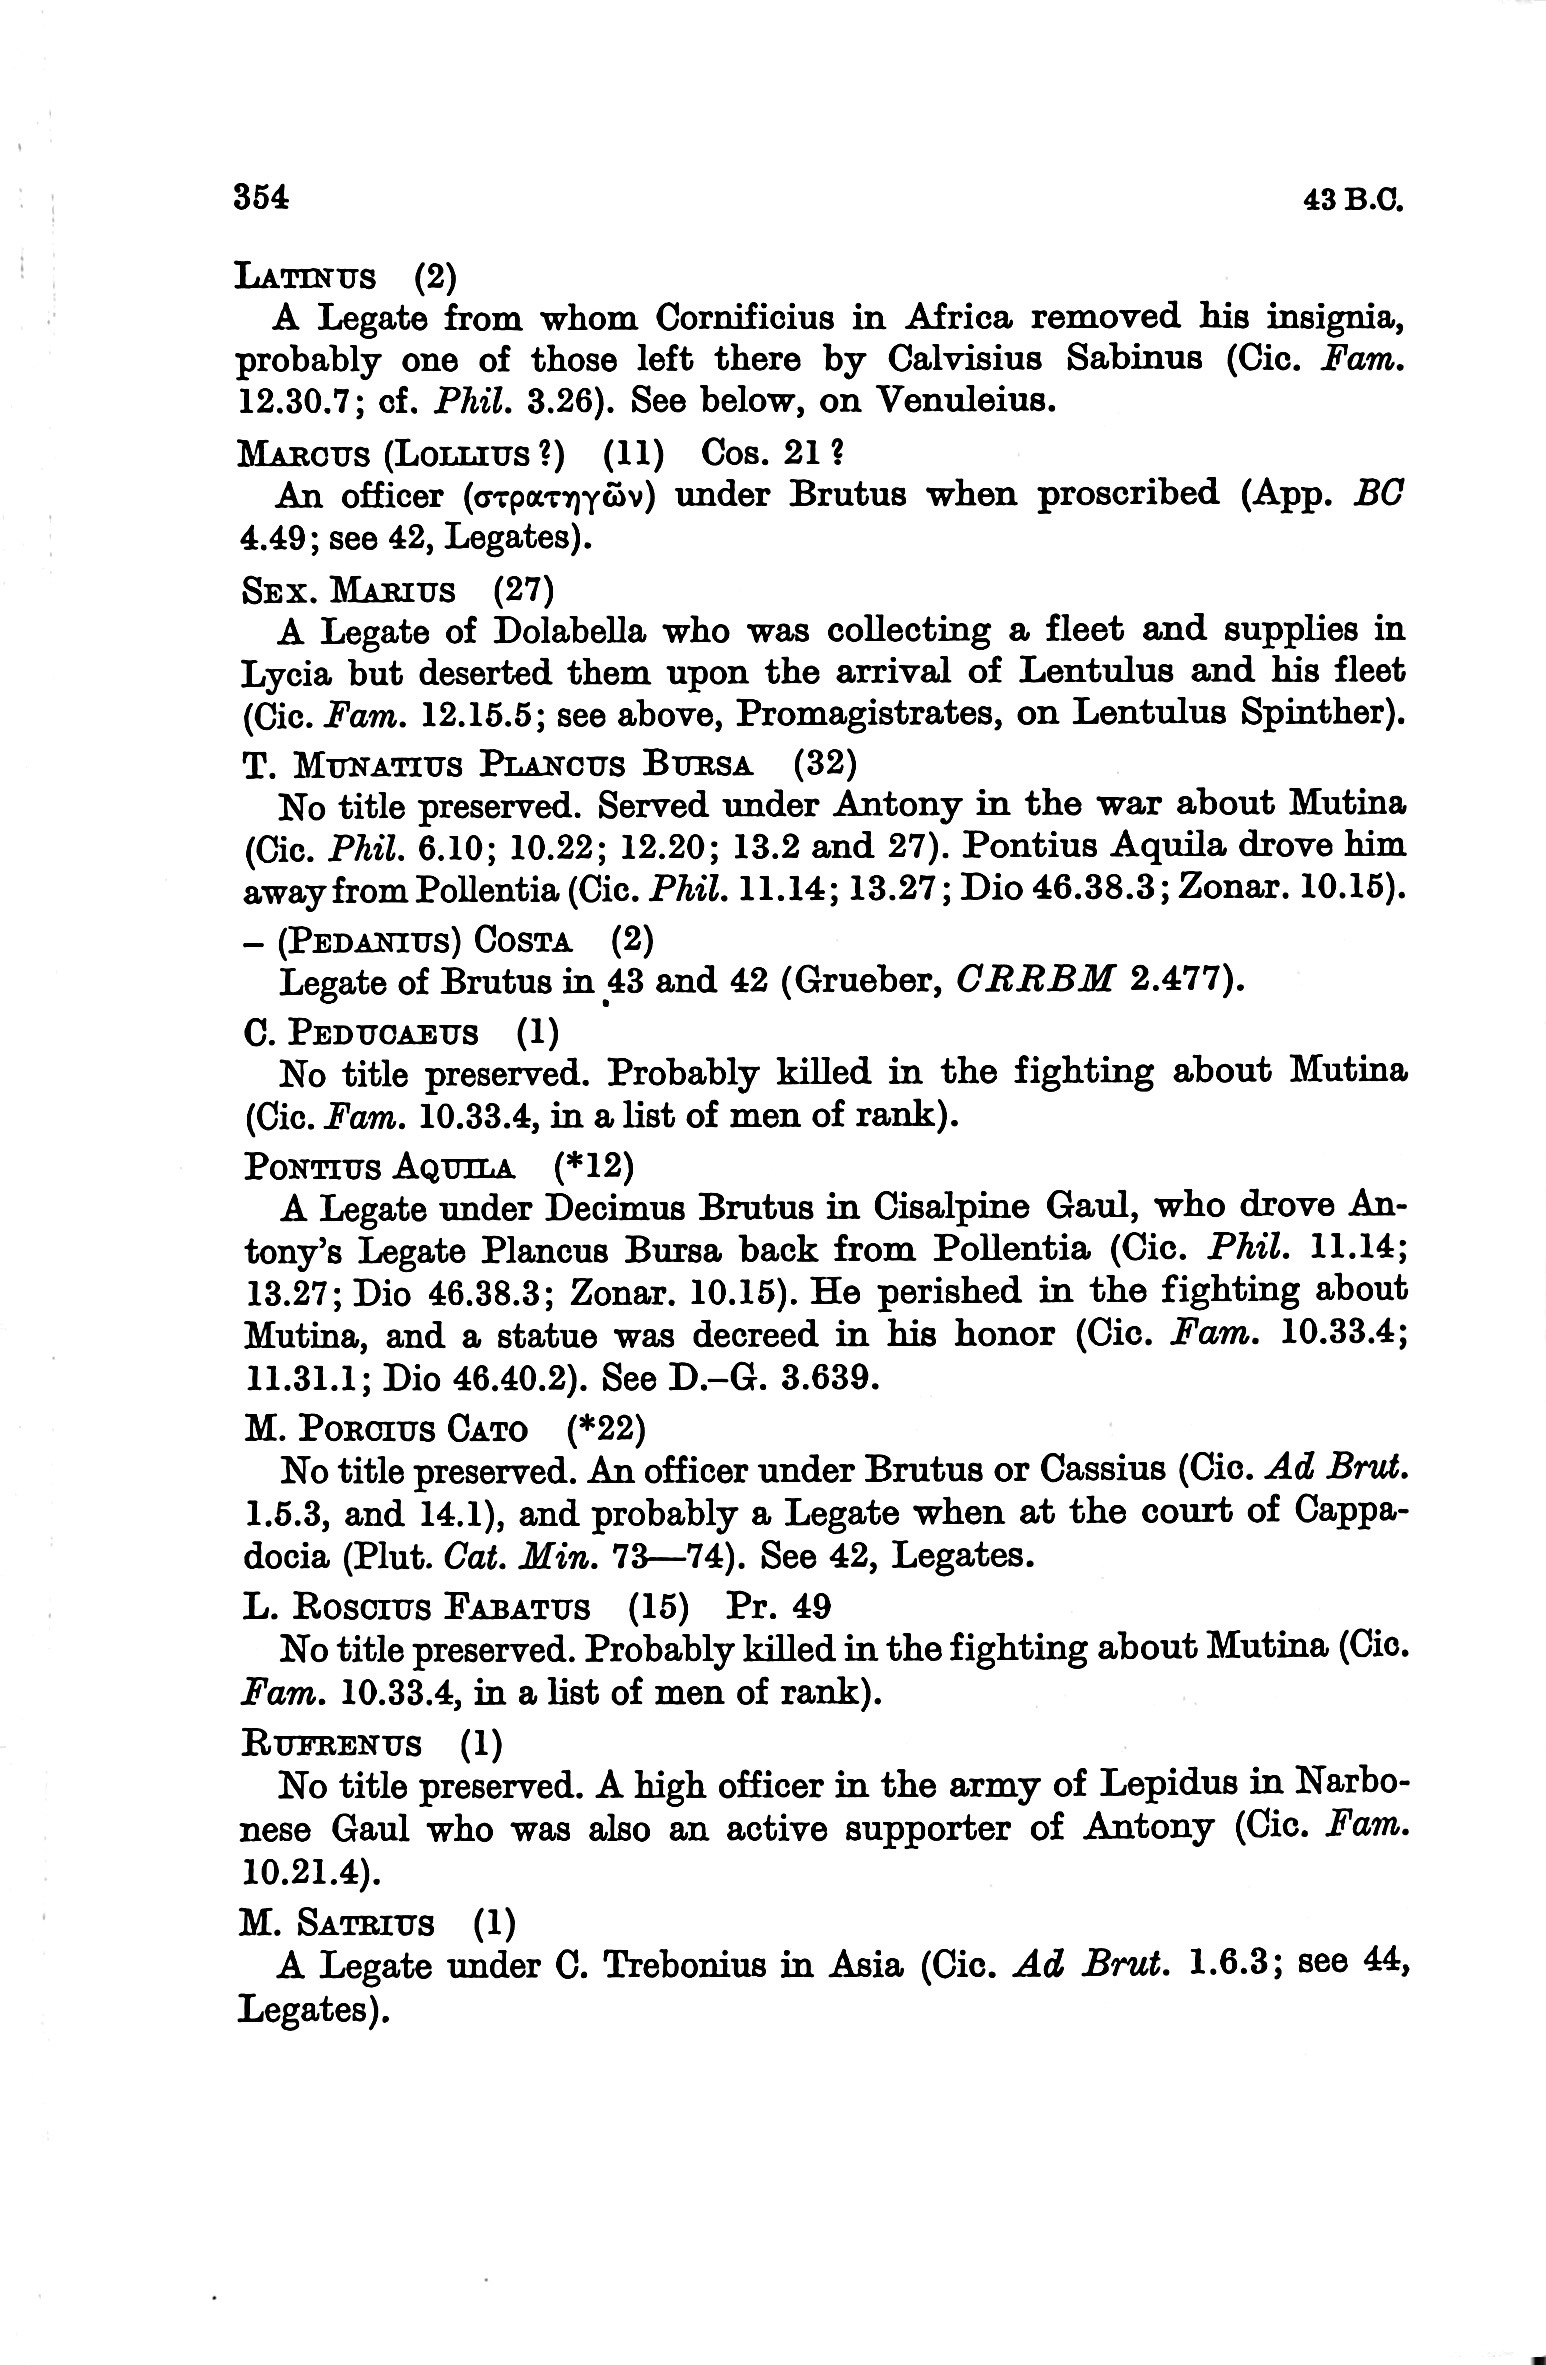 354 43 B.C.
LATINUS (2)
A Legate from whom Cornificius in Africa removed his insignia,
probably one of those left there by Calvisius Sabinus (Cic. Fam.
12.30.7; cf. Phil. 3.26). See below, on Venuleius.
MARCUS (LOLLIUS?) (11) Cos. 21?
An officer (στρατηγῶν) under Brutus when proscribed (App. BC
4.49; see 42, Legates).
SEX. MARIUS (27)
A Legate of Dolabella who was collecting a fleet and supplies in
Lycia but deserted them upon the arrival of Lentulus and his fleet
(Cic. Fam. 12.15.5; see above, Promagistrates, on Lentulus Spinther).
T. MUNATIUS PLANCUS BURSA (32)
No title preserved. Served under Antony in the war about Mutina
(Cic. Phil. 6.10; 10.22; 12.20; 13.2 and 27). Pontius Aquila drove him
away from Pollentia (Cic. Phil. 11.14; 13.27; Dio 46.38.3; Zonar. 10.15).
– (PEDANIUS) COSTA (2)
Legate of Brutus in 43 and 42 (Grueber, CRRBM 2.477).
C. PEDUCAEUS (1)
No title preserved. Probably killed in the fighting about Mutina
(Cic. Fam. 10.33.4, in a list of men of rank).
PONTIUS AQUILA (*12)
A Legate under Decimus Brutus in Cisalpine Gaul, who drove An-
tony's Legate Plancus Bursa back from Pollentia (Cic. Phil. 11.14;
13.27; Dio 46.38.3; Zonar. 10.15). He perished in the fighting about
Mutina, and a statue was decreed in his honor (Cic. Fam. 10.33.4;
11.31.1; Dio 46.40.2). See D.–G. 3.639.
M. PORCIUS CATO (*22)
No title preserved. An officer under Brutus or Cassius (Cic. Ad Brut.
1.5.3, and 14.1), and probably a Legate when at the court of Cappa-
docia (Plut. Cat. Min. 73—74). See 42, Legates.
L. ROSCIUS FABATUS (15) Pr. 49
No title preserved. Probably killed in the fighting about Mutina (Cic.
Fam. 10.33.4, in a list of men of rank).
RUFRENUS (1)
No title preserved. A high officer in the army of Lepidus in Narbo-
nese Gaul who was also an active supporter of Antony (Cic. Fam.
10.21.4).
M. SATRIUS (1)
A Legate under C. Trebonius in Asia (Cic. Ad Brut. 1.6.3; see 44,
Legates).